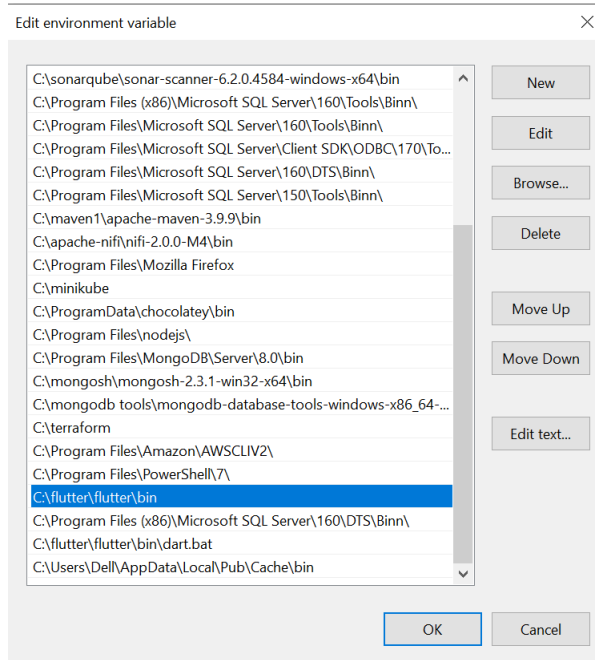 Edit environment variable
C:\sonarqube\sonar-scanner-6.2.0.4584-windows-x64\bin
C:\Program Files (x86)\Microsoft SQL Server\160\Tools\Binn\
C:\Program Files\Microsoft SQL Server\160\Tools\Binn\
C:\Program Files\Microsoft SQL Server\Client SDK\ODBC\170\To...
C:\Program Files\Microsoft SQL Server\160\DTS\Binn\
C:\Program Files\Microsoft SQL Server\150\Tools\Binn\
C:\maven1\apache-maven-3.9.9\bin
C:\apache-nifi\nifi-2.0.0-M4\bin
C:\Program Files\Mozilla Firefox
C:\minikube
C:\ProgramData\chocolatey\bin
C:\Program Files\nodejs\
C:\Program Files\MongoDB\Server\8.0\bin
C:\mongosh\mongosh-2.3.1-win32-x64\bin
C:\mongodb tools\mongodb-database-tools-windows-x86_64-...
C:\terraform
C:\Program Files\Amazon\AWSCLIV2\
C:\Program Files\PowerShell\7\
C:\flutter\flutter\bin
C:\Program Files (x86)\Microsoft SQL Server\160\DTS\Binn\
C:\flutter\flutter\bin\dart.bat
C:\Users\Dell\AppData\Local\Pub\Cache\bin
New
Edit
Browse...
Delete
Move Up
Move Down
Edit text...
OK
Cancel